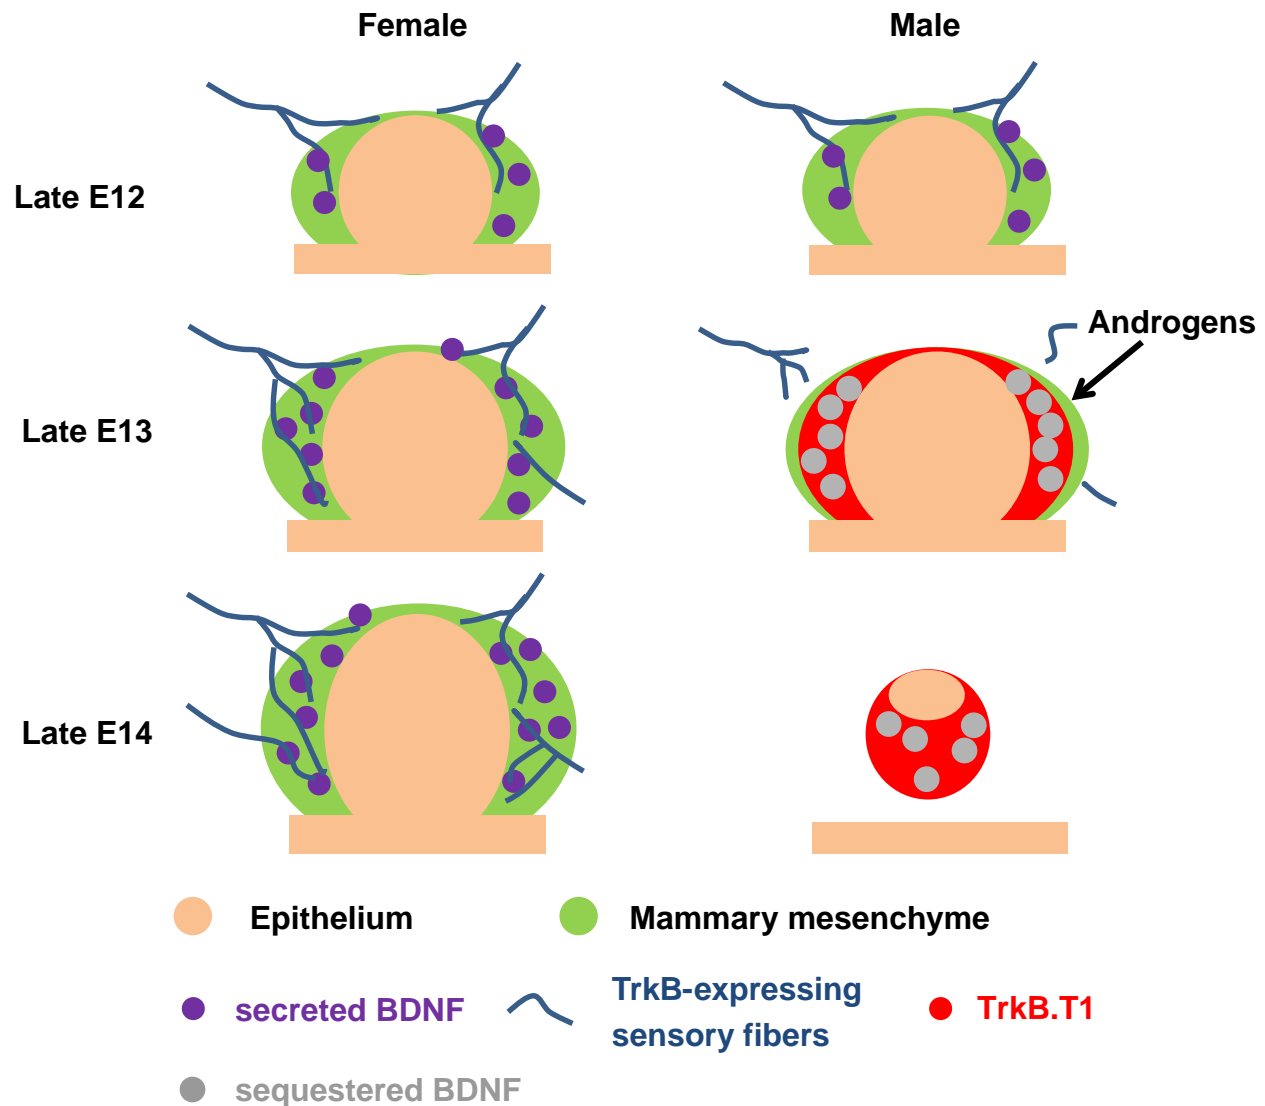 Female
Male
Late E12
Androgens
Late E13
Late E14
Epithelium
Mammary mesenchyme
secreted BDNF
TrkB-expressing
sensory fibers
TrkB.T1
sequestered BDNF